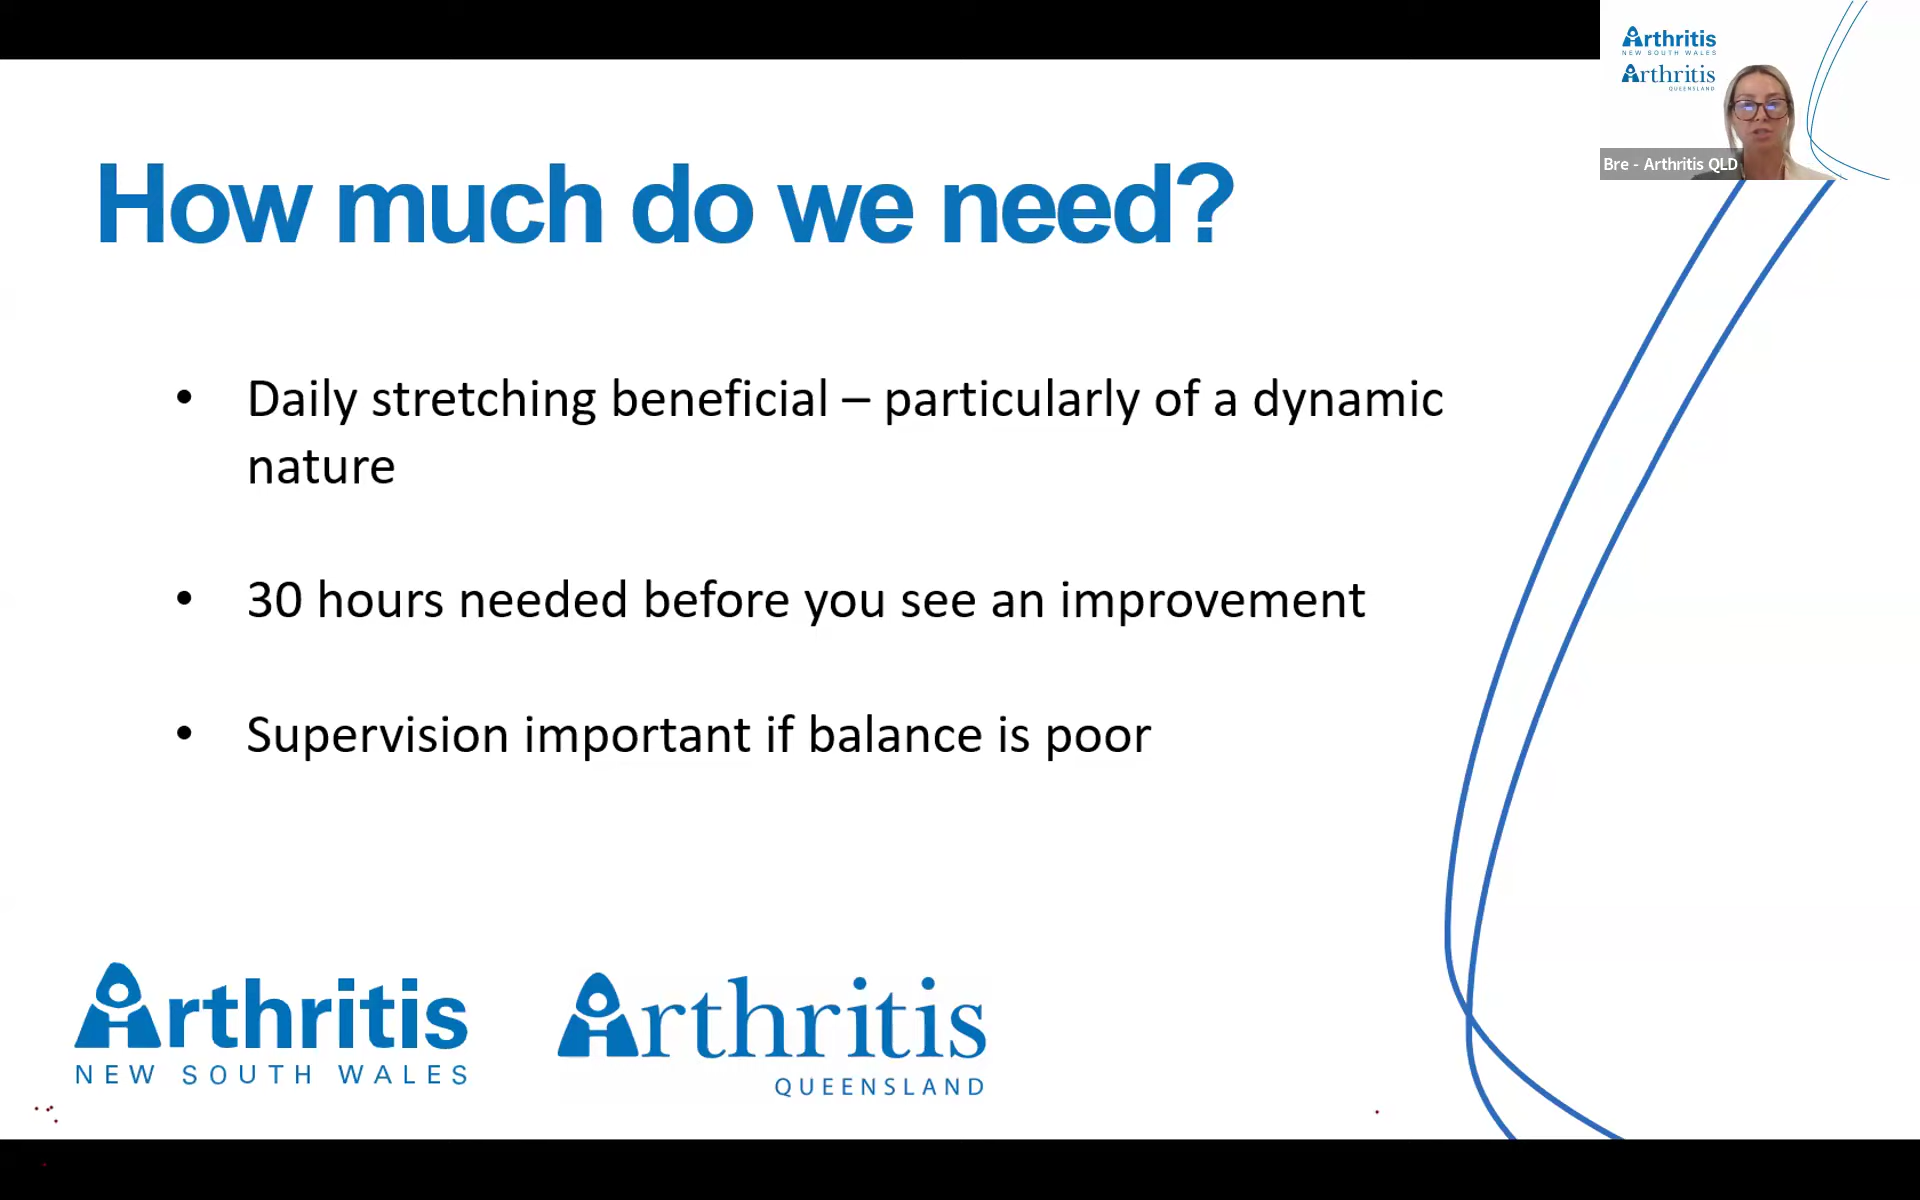 How much do we need?
• Daily stretching beneficial – particularly of a dynamic
nature
• 30 hours needed before you see an improvement
• Supervision important if balance is poor
Arthritis
NEW SOUTH WALES
Arthritis
QUEENSLAND
Arthritis
NEW SOUTH WALES
Arthritis
QUEENSLAND
Bre - Arthritis QLD